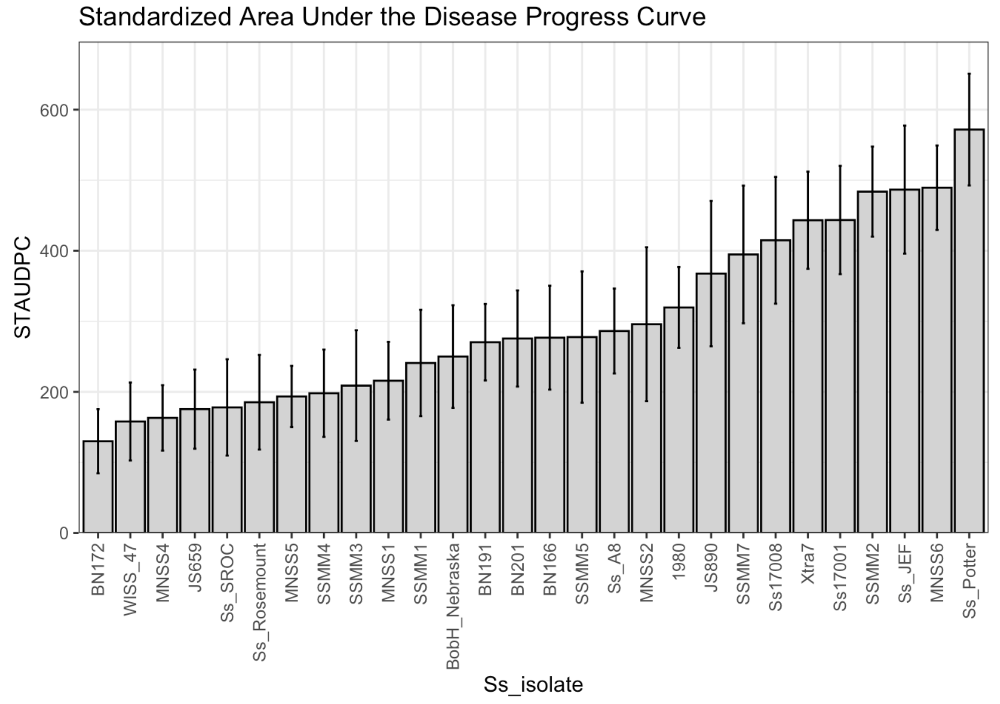 Standardized Area Under the Disease Progress Curve
STAUDPC
600
400
200
0
BN172
WISS_47
MNSS4
JS659
Ss_SROC
Ss_Rosemount
MNSS5
SSMM4
SSMM3
MNSS1
SSMM1
BobH_Nebraska
BN191
BN201
BN166
SSMM5
Ss_A8
MNSS2
1980
JS890
SSMM7
Ss17008
Xtra7
Ss17001
SSMM2
Ss_JEF
MNSS6
Ss_Potter
Ss_isolate